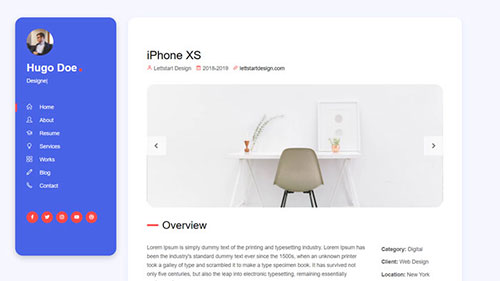 Hugo Doe.
Designe|
Home
About
Resume
Services
Works
Blog
Contact
iPhone XS
Lettstart Design 2018-2019 lettstartdesign.com
Overview
Lorem Ipsum is simply dummy text of the printing and typesetting industry. Lorem Ipsum has
been the industry's standard dummy text ever since the 1500s, when an unknown printer
took a galley of type and scrambled it to make a type specimen book. It has survived not
only five centuries, but also the leap into electronic typesetting, remaining essentially
Category: Digital
Client: Web Design
Location: New York